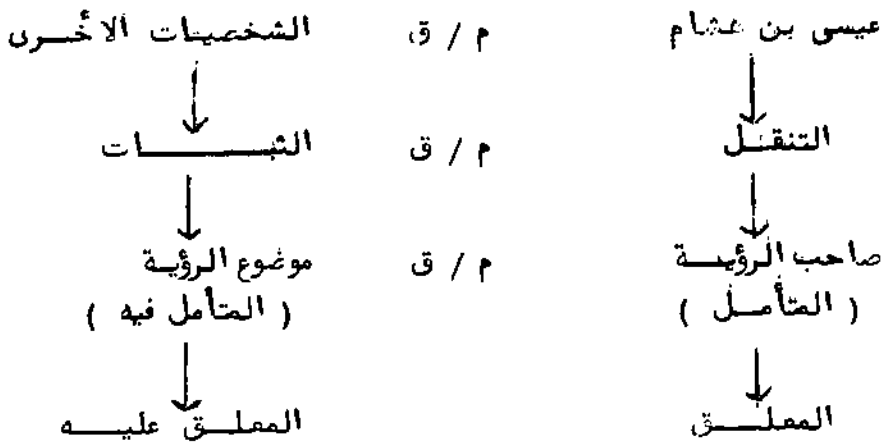 عيسى بن هشام م / ق الشخصيات الأخرى
التنقل م / ق الثبات
صاحب الرؤية م / ق موضوع الرؤية
( المتأمل ) ( المتأمل فيه )
المعلق المعلق عليه